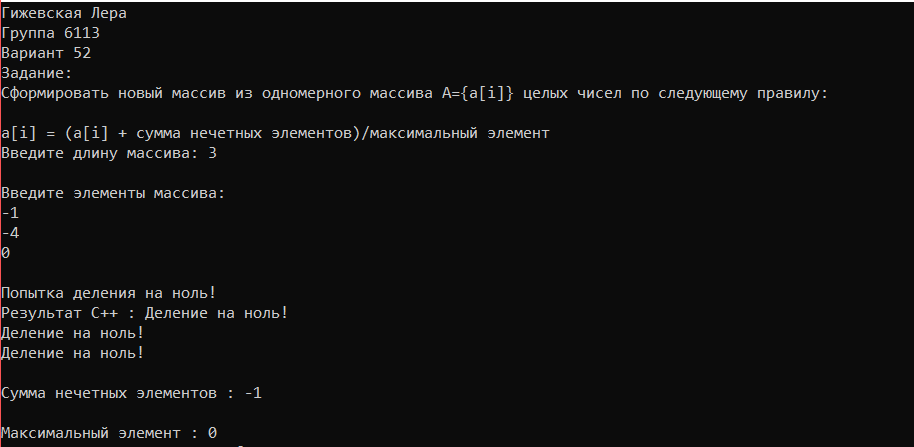 Гижевская Лера
Группа 6113
Вариант 52
Задание:
Сформировать новый массив из одномерного массива A={a[i]} целых чисел по следующему правилу:
a[i] = (a[i] + сумма нечетных элементов)/максимальный элемент
Введите длину массива: 3
Введите элементы массива:
-1
-4
0
Попытка деления на ноль!
Результат C++ : Деление на ноль!
Деление на ноль!
Деление на ноль!
Сумма нечетных элементов : -1
Максимальный элемент : 0